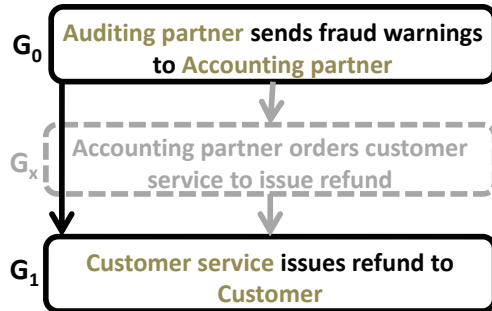 G0
Auditing partner sends fraud warnings
to Accounting partner
Gx
Accounting partner orders customer
service to issue refund
G1
Customer service issues refund to
Customer